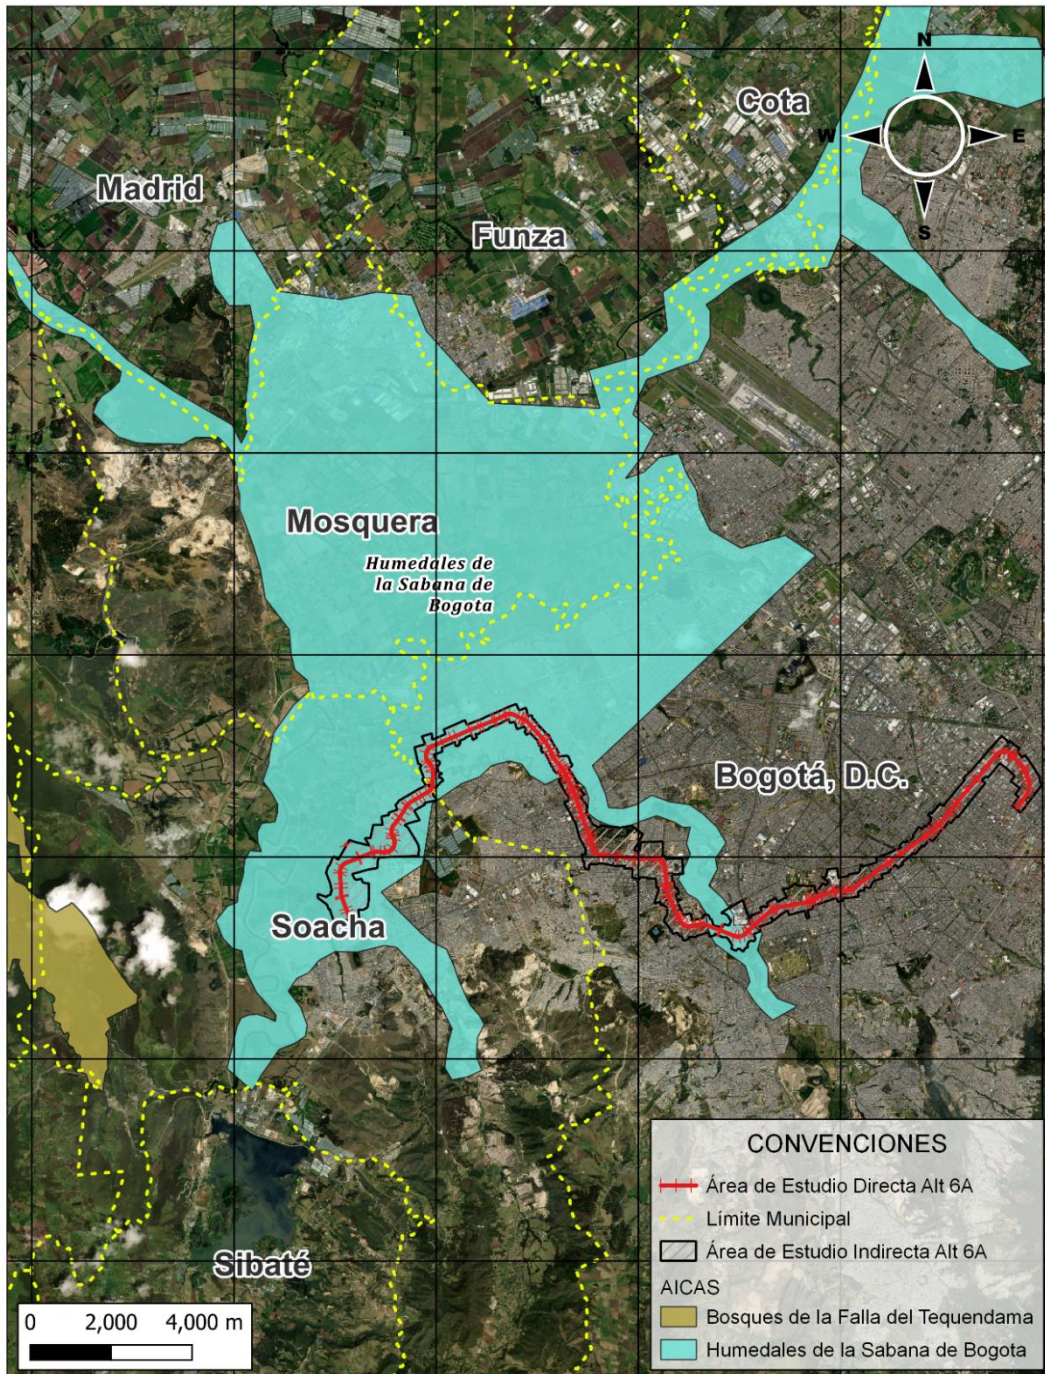 N
Cota
W
E
Madrid
Funza
S
Mosquera
Humedales de
la Sabana de
Bogota
Bogotá, D.C.
Soacha
Sibaté
CONVENCIONES
Área de Estudio Directa Alt 6A
Límite Municipal
Área de Estudio Indirecta Alt 6A
AICAS
Bosques de la Falla del Tequendama
Humedales de la Sabana de Bogota
0 2,000 4,000 m